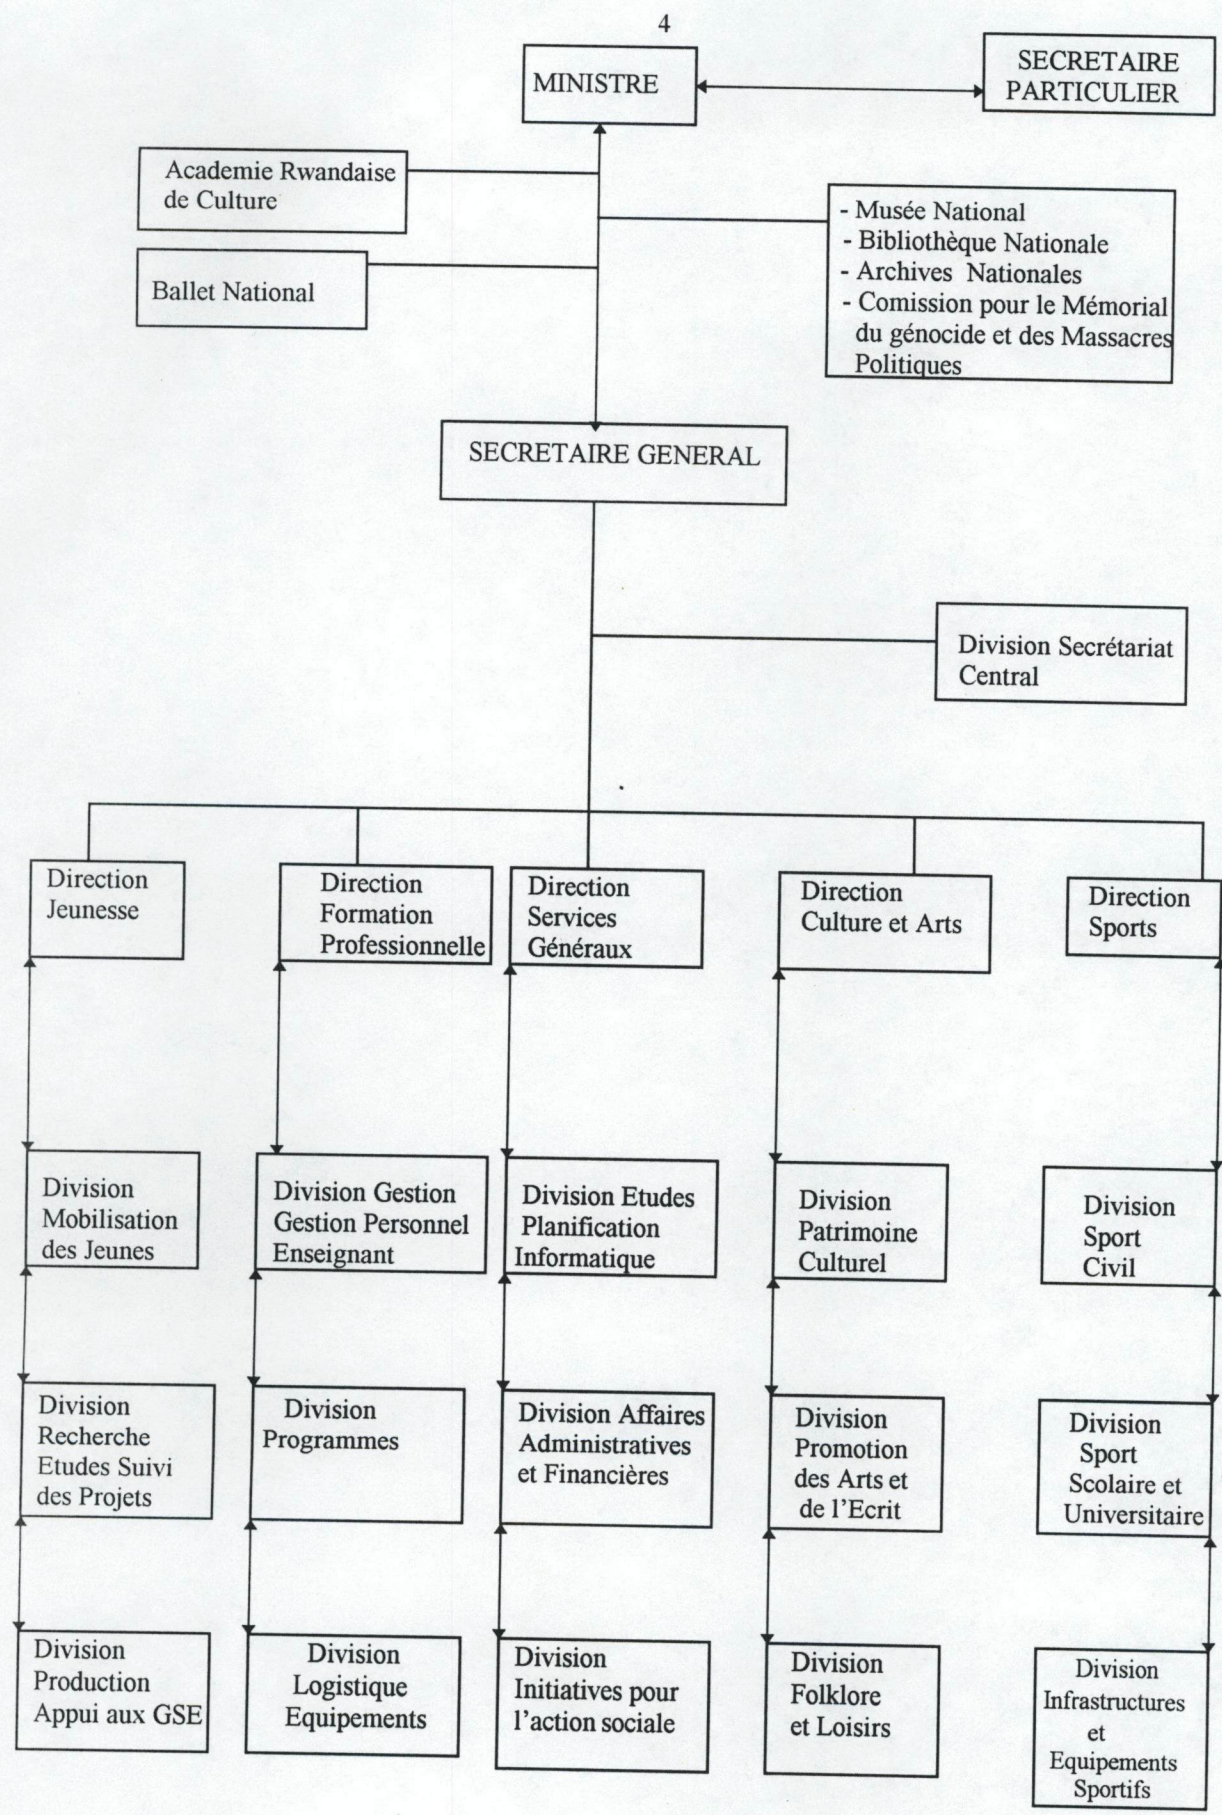 4
MINISTRE
SECRETAIRE
PARTICULIER
Academie Rwandaise
de Culture
- Musée National
- Bibliothèque Nationale
- Archives Nationales
- Comission pour le Mémorial
du génocide et des Massacres
Politiques
Ballet National
SECRETAIRE GENERAL
Division Secrétariat
Central
Direction
Jeunesse
Direction
Formation
Professionnelle
Direction
Services
Généraux
Direction
Culture et Arts
Direction
Sports
Division
Mobilisation
des Jeunes
Division Gestion
Gestion Personnel
Enseignant
Division Etudes
Planification
Informatique
Division
Patrimoine
Culturel
Division
Sport
Civil
Division
Recherche
Etudes Suivi
des Projets
Division
Programmes
Division Affaires
Administratives
et Financières
Division
Promotion
des Arts et
de l'Ecrit
Division
Sport
Scolaire et
Universitaire
Division
Production
Appui aux GSE
Division
Logistique
Equipements
Division
Initiatives pour
l'action sociale
Division
Folklore
et Loisirs
Division
Infrastructures
et
Equipements
Sportifs